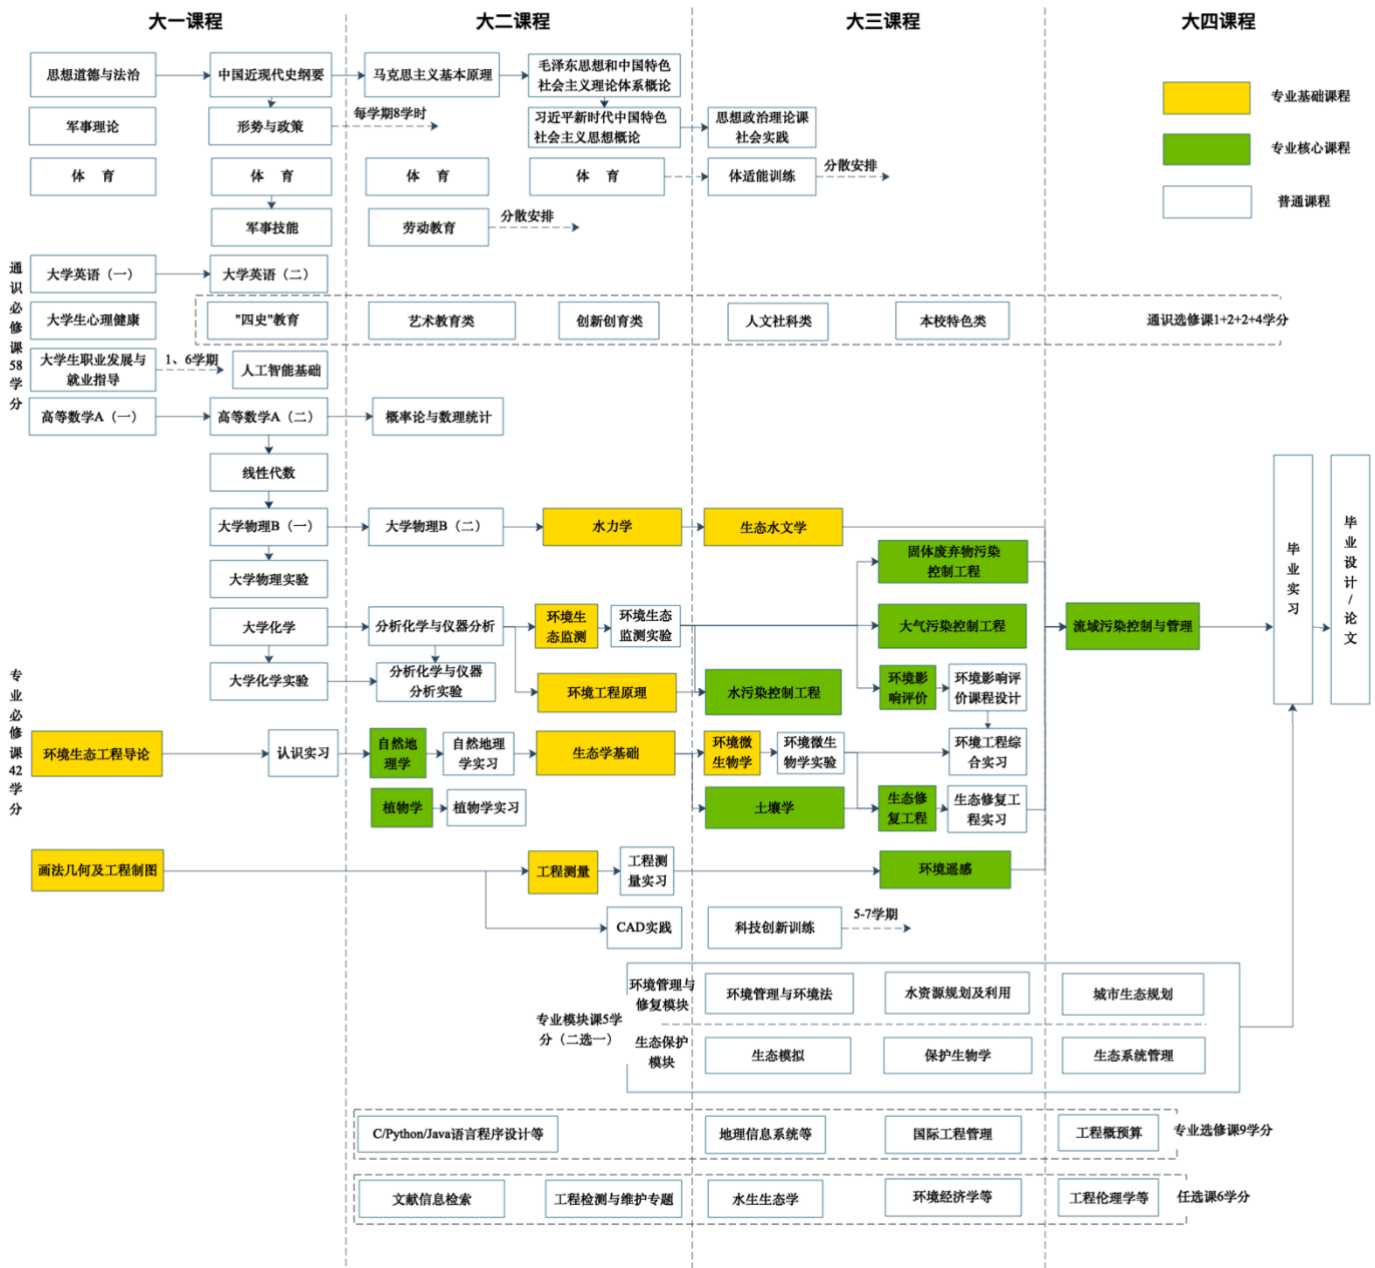 大一课程
大二课程
大三课程
大四课程
思想道德与法治
中国近现代史纲要
马克思主义基本原理
毛泽东思想和中国特色
社会主义理论体系概论
专业基础课程
军事理论
形势与政策
每学期8学时
习近平新时代中国特色
社会主义思想概论
思想政治理论课
社会实践
专业核心课程
体 育
体 育
体 育
体 育
体适能训练
分散安排
普通课程
军事技能
劳动教育
分散安排
通识必修课58学分
大学英语（一）
大学英语（二）
大学生心理健康
"四史"教育
艺术教育类
创新创育类
人文社科类
本校特色类
通识选修课1+2+2+4学分
大学生职业发展与
就业指导
1、6学期
人工智能基础
高等数学A（一）
高等数学A（二）
概率论与数理统计
线性代数
大学物理B（一）
大学物理B（二）
水力学
生态水文学
大学物理实验
固体废弃物污染
控制工程
大学化学
分析化学与仪器分析
环境生
态监测
环境生态
监测实验
大气污染控制工程
流域污染控制与管理
毕业实习
毕业设计/论文
大学化学实验
分析化学与仪器
分析实验
环境工程原理
水污染控制工程
环境影
响评价
环境影响评
价课程设计
专业必修课42学分
环境生态工程导论
认识实习
自然地
理学
自然地理
学实习
生态学基础
环境微
生物学
环境微生
物学实验
环境工程综
合实习
植物学
植物学实习
土壤学
生态修
复工程
生态修复工
程实习
画法几何及工程制图
工程测量
工程测
量实习
环境遥感
CAD实践
科技创新训练
5-7学期
专业模块课5学
分（二选一）
环境管理与
修复模块
环境管理与环境法
水资源规划及利用
城市生态规划
生态保护
模块
生态模拟
保护生物学
生态系统管理
C/Python/Java语言程序设计等
地理信息系统等
国际工程管理
工程概预算
专业选修课9学分
文献信息检索
工程检测与维护专题
水生生态学
环境经济学等
工程伦理学等
任选课6学分